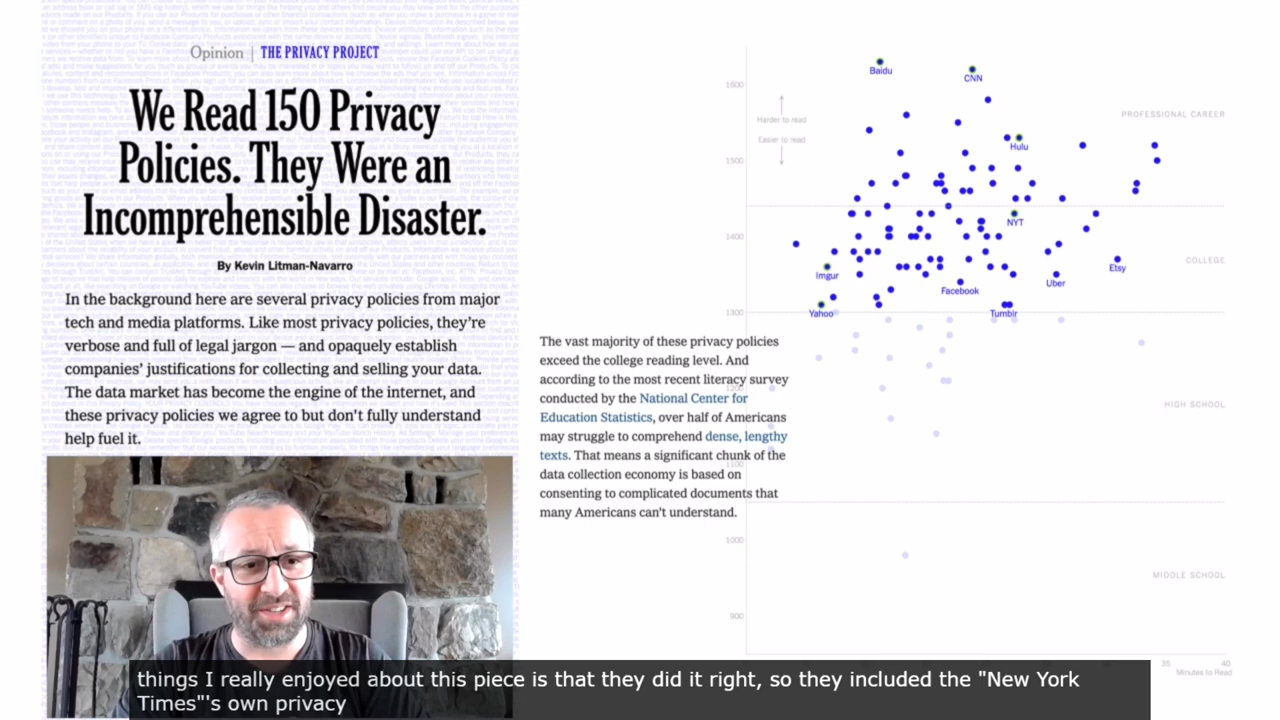 Opinion | THE PRIVACY PROJECT
We Read 150 Privacy
Policies. They Were an
Incomprehensible Disaster.
By Kevin Litman-Navarro
In the background here are several privacy policies from major
tech and media platforms. Like most privacy policies, they’re
verbose and full of legal jargon — and opaquely establish
companies’ justifications for collecting and selling your data.
The data market has become the engine of the internet, and
these privacy policies we agree to but don’t fully understand
help fuel it.
The vast majority of these privacy policies
exceed the college reading level. And
according to the most recent literacy survey
conducted by the National Center for
Education Statistics, over half of Americans
may struggle to comprehend dense, lengthy
texts. That means a significant chunk of the
data collection economy is based on
consenting to complicated documents that
many Americans can’t understand.
Baidu
CNN
1600
Harder to read
PROFESSIONAL CAREER
Easier to read
Hulu
1500
NYT
1400
COLLEGE
Etsy
Imgur
Uber
Facebook
1300
Yahoo
Tumblr
1200
HIGH SCHOOL
1100
1000
MIDDLE SCHOOL
900
35
40
Minutes to Read
things I really enjoyed about this piece is that they did it right, so they included the "New York
Times"'s own privacy